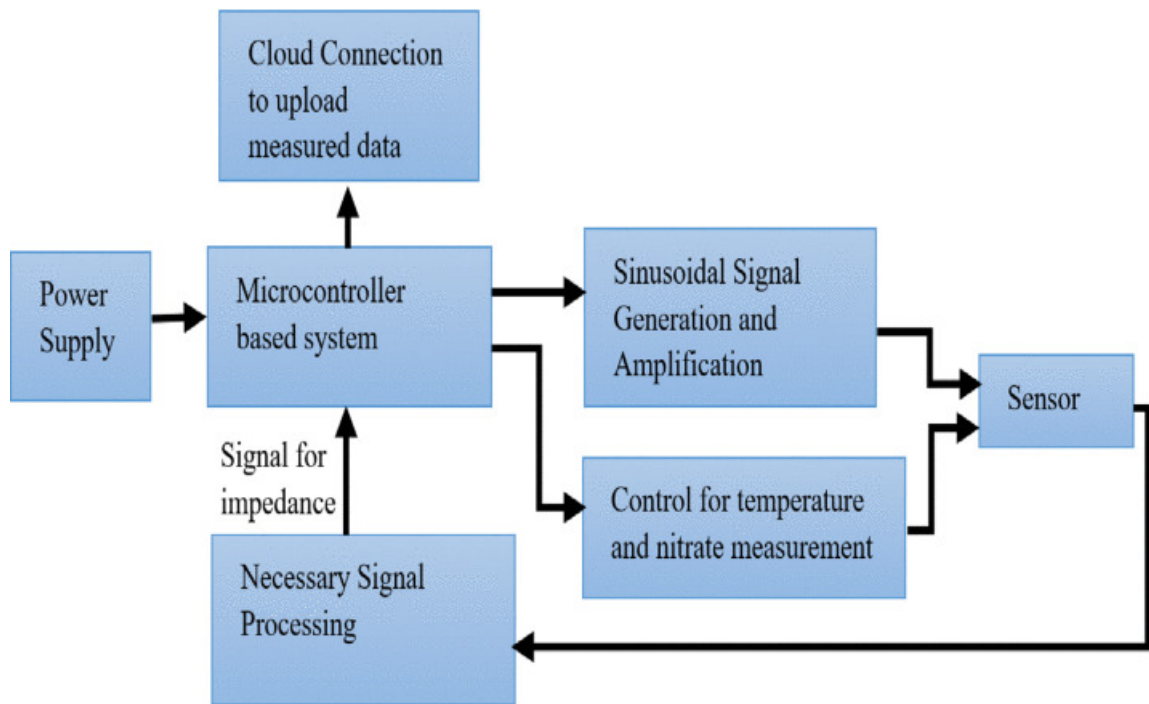 Cloud Connection
to upload
measured data
Power
Supply
Microcontroller
based system
Sinusoidal Signal
Generation and
Amplification
Sensor
Signal for
impedance
Control for temperature
and nitrate measurement
Necessary Signal
Processing